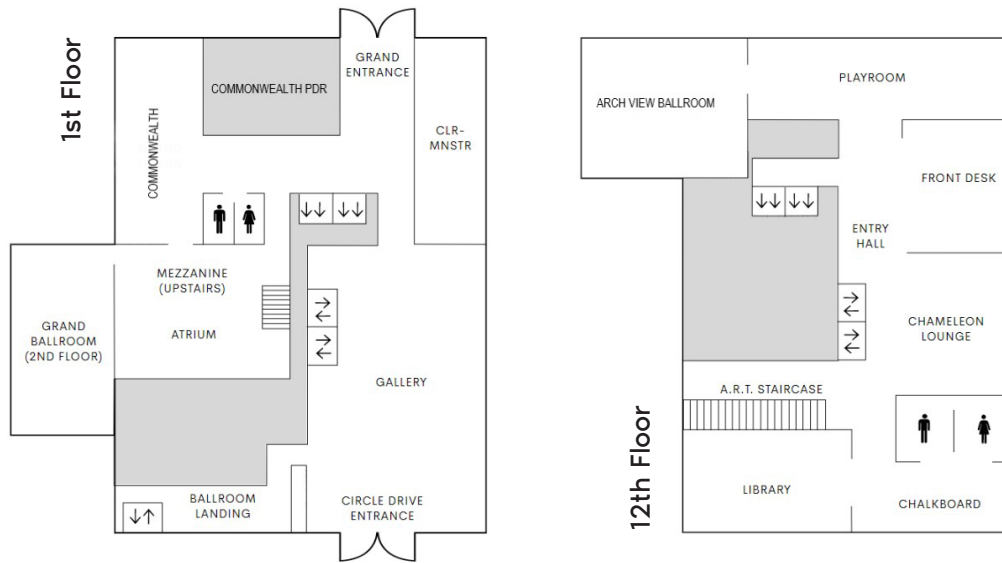 1st Floor
GRAND
ENTRANCE
COMMONWEALTH PDR
COMMONWEALTH
CLR-
MNSTR
MEZZANINE
(UPSTAIRS)
GRAND
BALLROOM
(2ND FLOOR)
ATRIUM
GALLERY
BALLROOM
LANDING
CIRCLE DRIVE
ENTRANCE
12th Floor
PLAYROOM
ARCH VIEW BALLROOM
FRONT DESK
ENTRY
HALL
CHAMELEON
LOUNGE
A.R.T. STAIRCASE
LIBRARY
CHALKBOARD